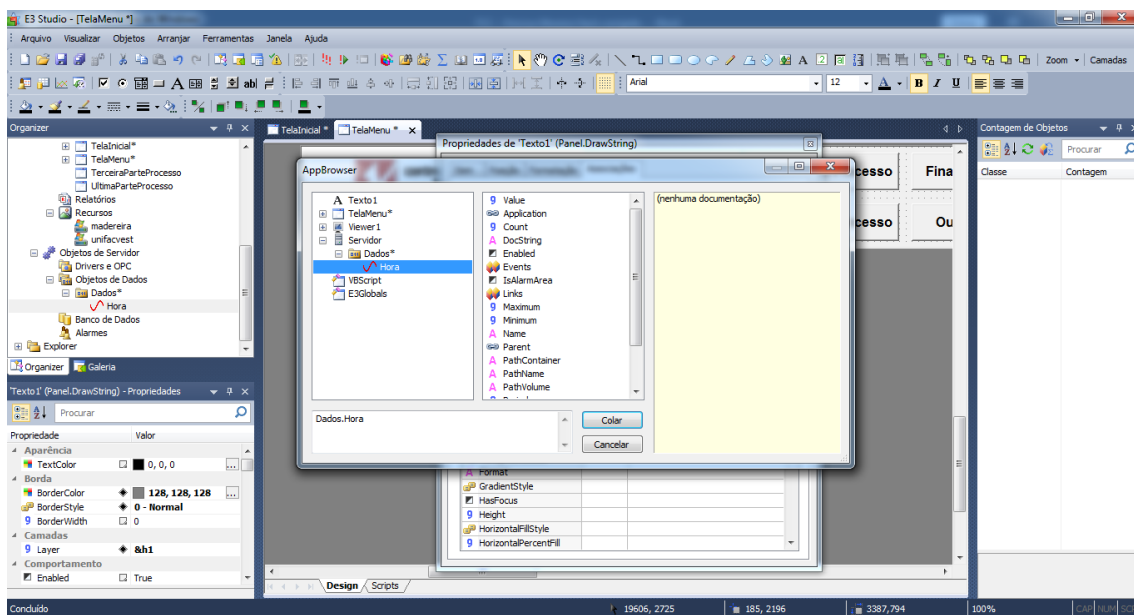 E3 Studio - [TelaMenu *]
Arquivo Visualizar Objetos Arranjar Ferramentas Janela Ajuda
Zoom Camadas
Arial 12 A B I U
Organizer
TelaInicial * TelaMenu *
Contagem de Objetos
TelaInicial*
TelaMenu*
TerceiraParteProcesso
UltimaParteProcesso
Relatórios
Recursos
madereira
unifacvest
Objetos de Servidor
Drivers e OPC
Objetos de Dados
Dados*
Hora
Banco de Dados
Alarmes
Explorer
Organizer Galeria
'Texto1' (Panel.DrawString) - Propriedades
Procurar
Propriedade Valor
Aparência
TextColor 0, 0, 0
Borda
BorderColor 128, 128, 128
BorderStyle 0 - Normal
BorderWidth 0
Camadas
Layer &h1
Comportamento
Enabled True
Propriedades de 'Texto1' (Panel.DrawString)
AppBrowser
A Texto1
TelaMenu*
Viewer1
Servidor
Dados*
Hora
VBScript
E3Globals
9 Value
Application
9 Count
A DocString
Enabled
Events
IsAlarmArea
Links
9 Maximum
9 Minimum
A Name
Parent
A PathContainer
A PathName
A PathVolume
(nenhuma documentação)
Dados.Hora
Colar
Cancelar
A Format
GradientStyle
HasFocus
9 Height
HorizontalFillStyle
9 HorizontalPercentFill
cesso Fina
cesso Ou
Procurar
Classe Contagem
Design Scripts
Concluído 19606, 2725 185, 2196 3387,794 100% CAP NUM SC